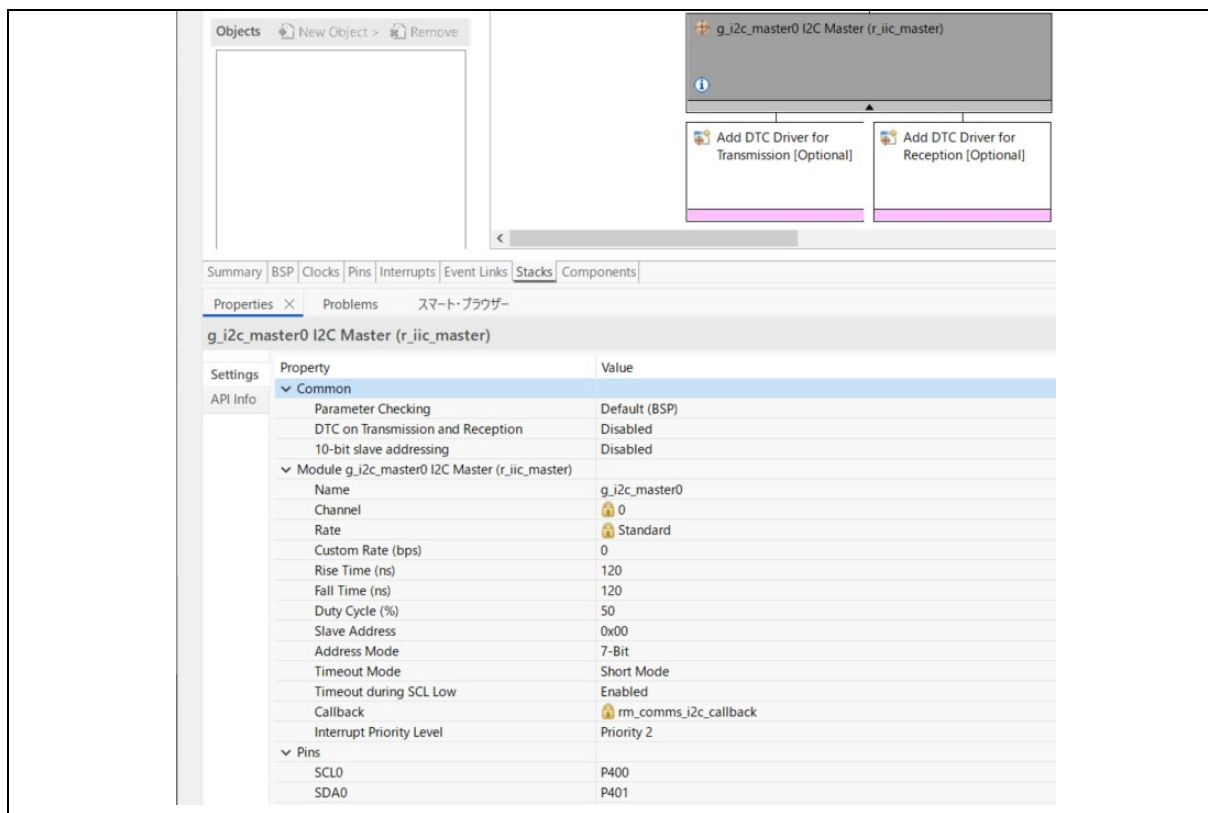 Objects New Object > Remove
g_i2c_master0 I2C Master (r_iic_master)
Add DTC Driver for Transmission [Optional]
Add DTC Driver for Reception [Optional]
Summary BSP Clocks Pins Interrupts Event Links Stacks Components
Properties Problems スマート・ブラウザー
g_i2c_master0 I2C Master (r_iic_master)
Settings
API Info
Property Value
Common
Parameter Checking Default (BSP)
DTC on Transmission and Reception Disabled
10-bit slave addressing Disabled
Module g_i2c_master0 I2C Master (r_iic_master)
Name g_i2c_master0
Channel 0
Rate Standard
Custom Rate (bps) 0
Rise Time (ns) 120
Fall Time (ns) 120
Duty Cycle (%) 50
Slave Address 0x00
Address Mode 7-Bit
Timeout Mode Short Mode
Timeout during SCL Low Enabled
Callback rm_comms_i2c_callback
Interrupt Priority Level Priority 2
Pins
SCL0 P400
SDA0 P401